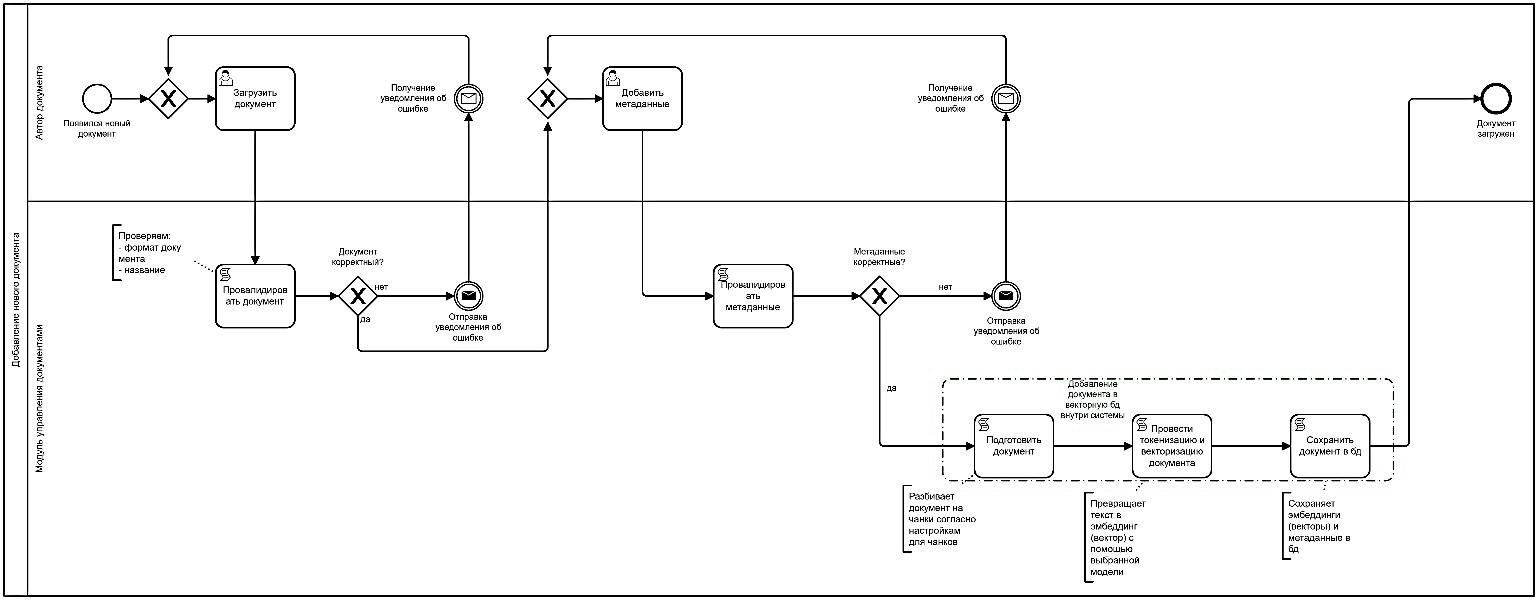 Добавление нового документа
Автор документа
Появился новый
документ
Загрузить
документ
Получение
уведомления об
ошибке
Добавить
метаданные
Получение
уведомления об
ошибке
Документ
загружен
Модуль управления документами
Проверяем:
- формат доку
мента
- название
Провалидиров
ать документ
Документ
корректный?
нет
да
Отправка
уведомления об
ошибке
Провалидиров
ать
метаданные
Метаданные
корректные?
нет
да
Отправка
уведомления об
ошибке
Добавление
документа в
векторную бд
внутри системы
Подготовить
документ
Провести
токенизацию и
векторизацию
документа
Сохранить
документ в бд
Разбивает
документ на
чанки согласно
настройкам
для чанков
Превращает
текст в
эмбеддинг
(вектор) с
помощью
выбранной
модели
Сохраняет
эмбеддинги
(векторы) и
метаданные в
бд